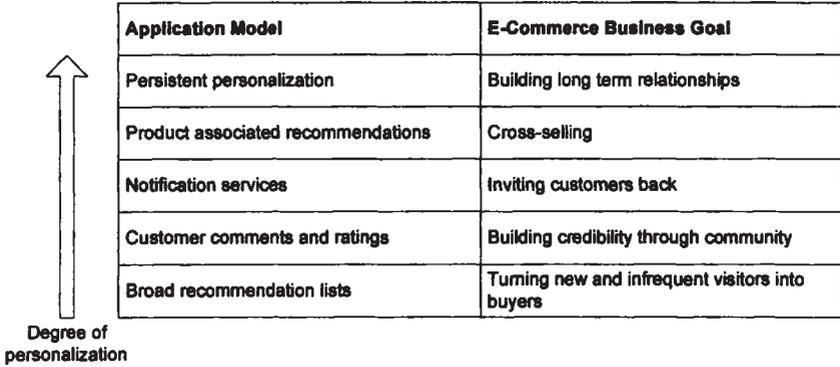 Application Model
E-Commerce Business Goal
Persistent personalization
Building long term relationships
Product associated recommendations
Cross-selling
Notification services
Inviting customers back
Customer comments and ratings
Building credibility through community
Broad recommendation lists
Turning new and infrequent visitors into
buyers
Degree of
personalization